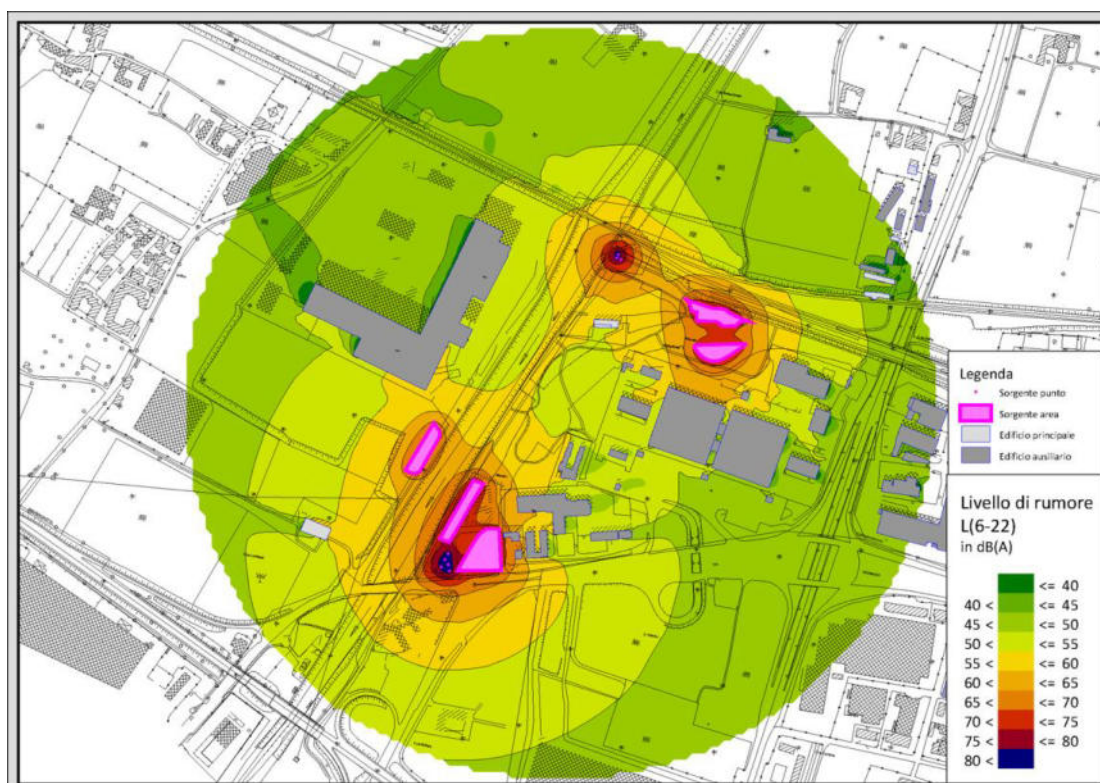 Legenda
Sorgente punto
Sorgente area
Edificio principale
Edificio ausiliario
Livello di rumore
L(6-22)
in dB(A)
<= 40
40 < <= 45
45 < <= 50
50 < <= 55
55 < <= 60
60 < <= 65
65 < <= 70
70 < <= 75
75 < <= 80
80 <